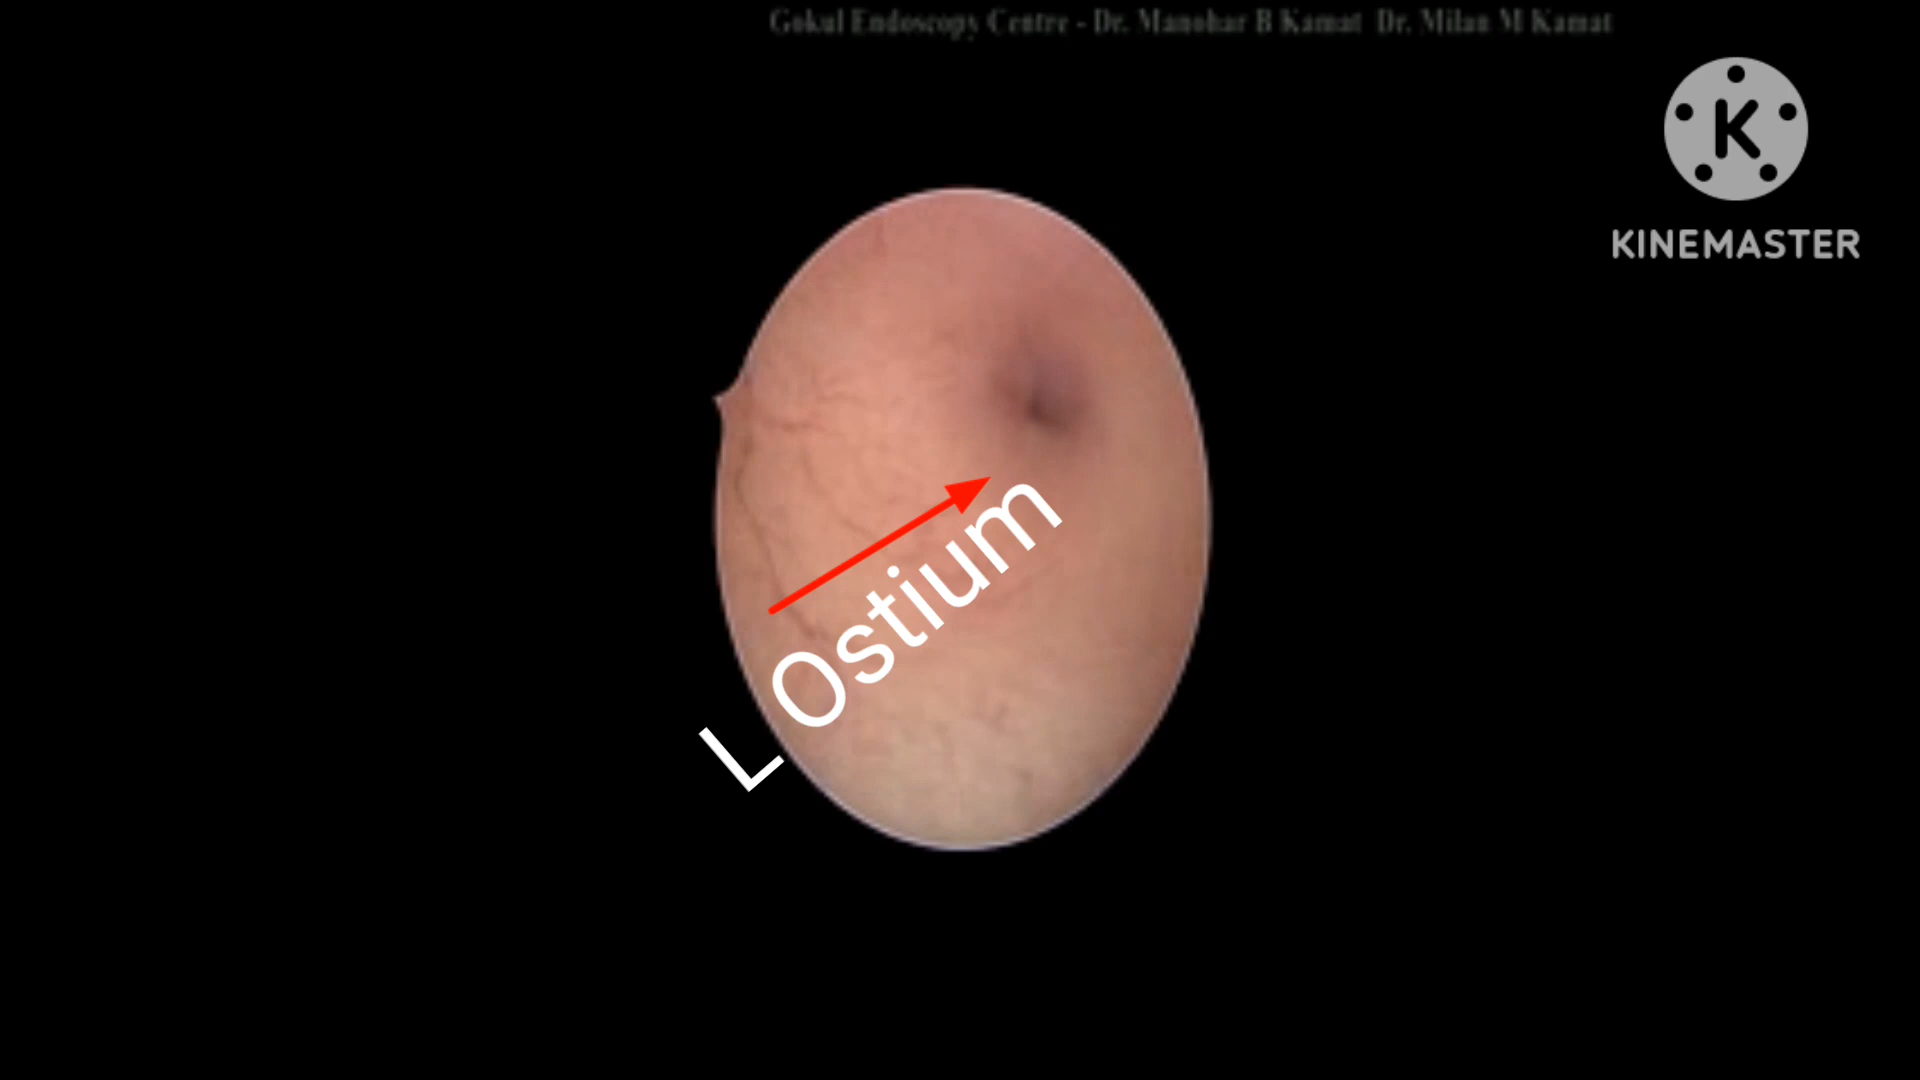 Gokul Endoscopy Centre - Dr. Manohar B Kamat Dr. Milan M Kamat
K
KINEMASTER
L Ostium